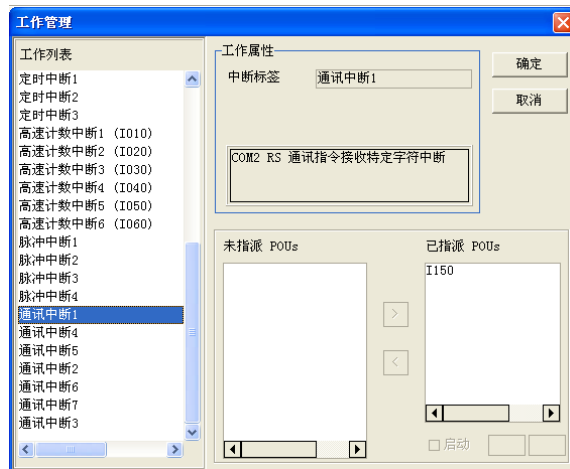 工作管理
工作列表
定时中断1
定时中断2
定时中断3
高速计数中断1 (I010)
高速计数中断2 (I020)
高速计数中断3 (I030)
高速计数中断4 (I040)
高速计数中断5 (I050)
高速计数中断6 (I060)
脉冲中断1
脉冲中断2
脉冲中断3
脉冲中断4
通讯中断1
通讯中断4
通讯中断5
通讯中断2
通讯中断6
通讯中断7
通讯中断3
工作属性
中断标签 通讯中断1
COM2 RS 通讯指令接收特定字符中断
确定
取消
未指派 POUs
已指派 POUs
I150
>
<
启动